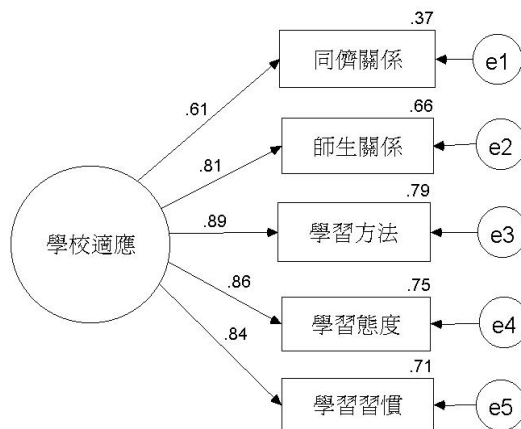 .37
同儕關係
e1
.61
.66
師生關係
e2
.81
.79
學校適應
.89
學習方法
e3
.86
.75
學習態度
e4
.84
.71
學習習慣
e5